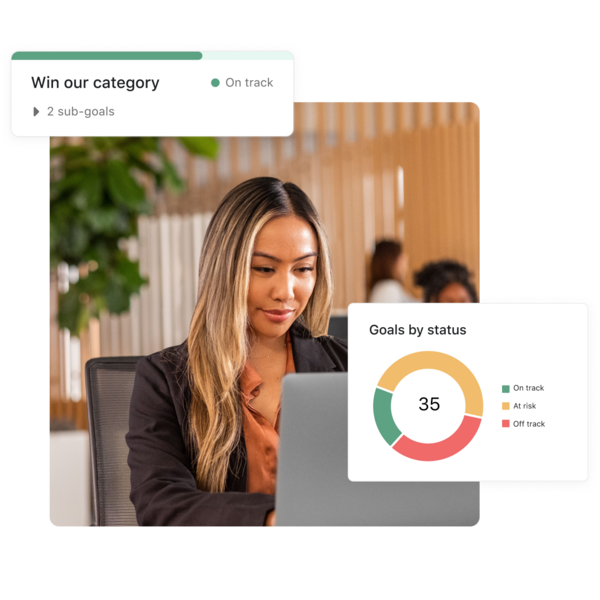 Win our category
On track
2 sub-goals
Goals by status
35
On track
At risk
Off track